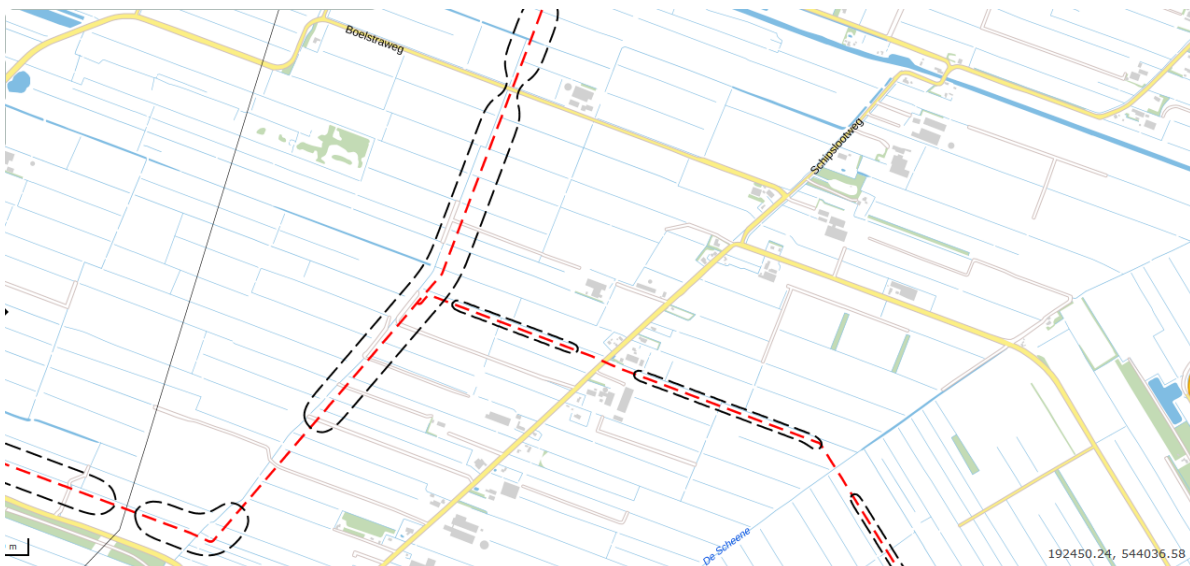 Boelstraweg
Schipslootweg
De Scheene
m
192450.24, 544036.58